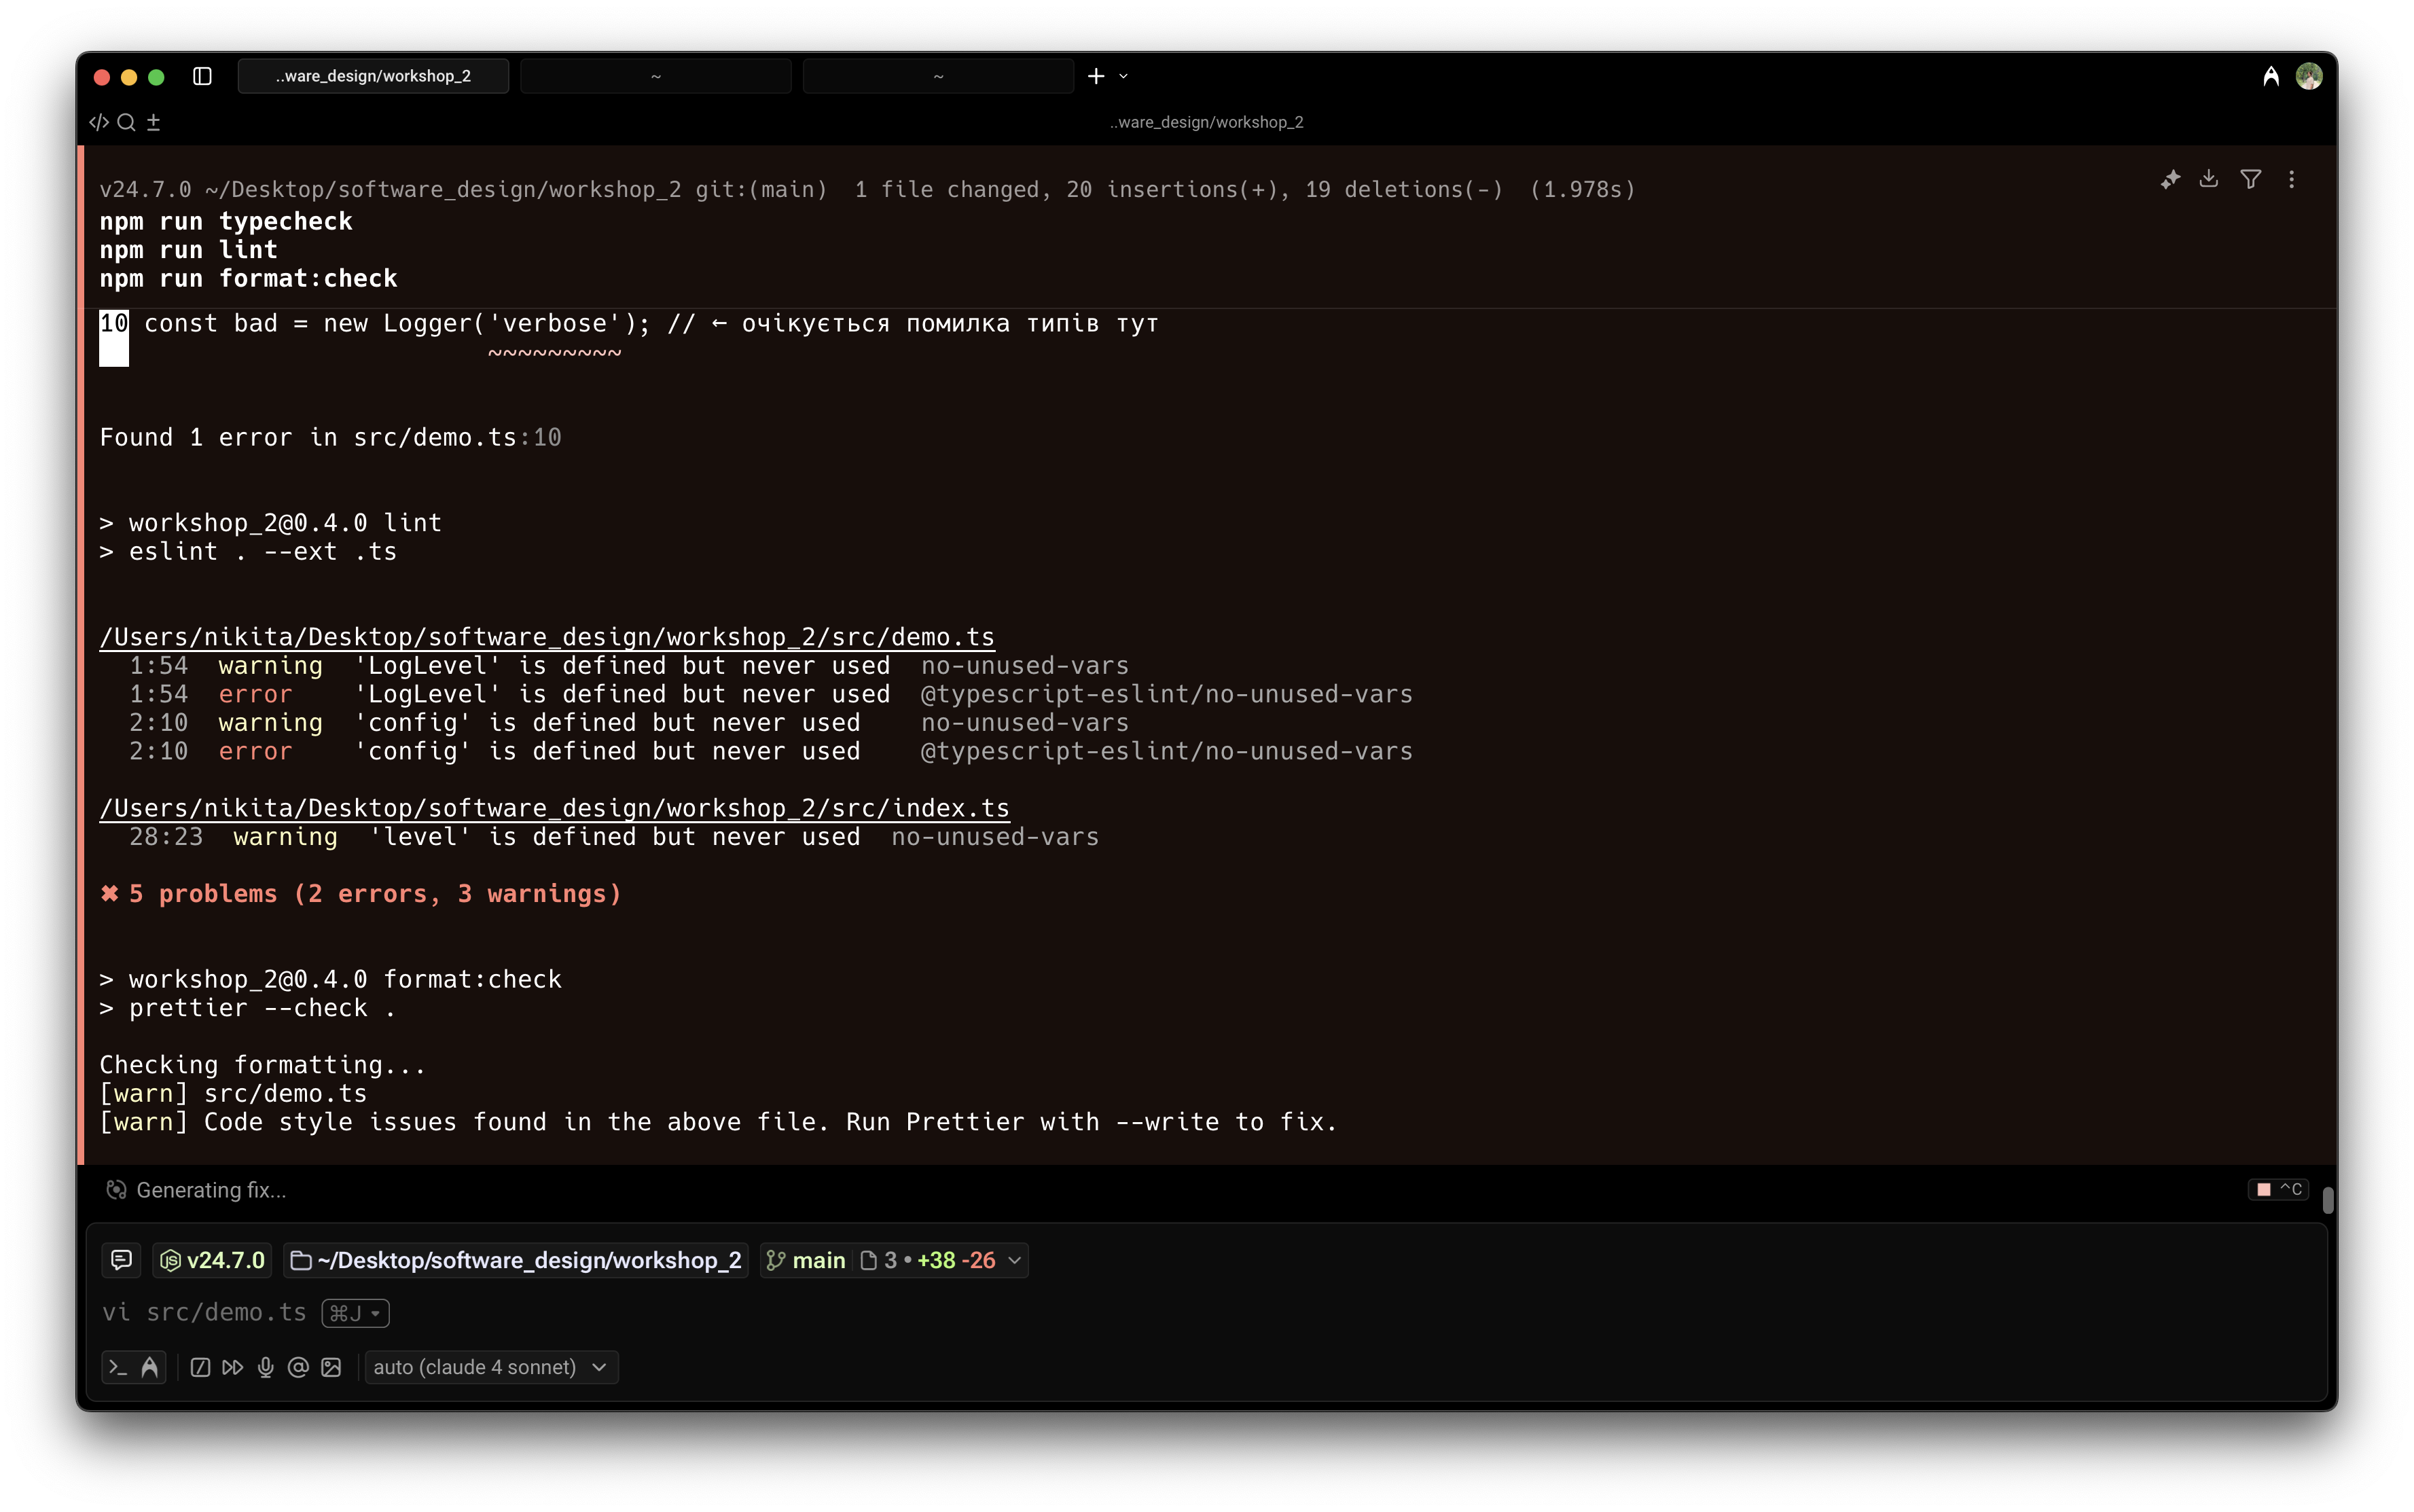 ..ware_design/workshop_2 ~ ~
..ware_design/workshop_2
v24.7.0 ~/Desktop/software_design/workshop_2 git:(main) 1 file changed, 20 insertions(+), 19 deletions(-) (1.978s)
npm run typecheck
npm run lint
npm run format:check
10 const bad = new Logger('verbose'); // ← очікується помилка типів тут
~~~~~~~~~
Found 1 error in src/demo.ts:10
> workshop_2@0.4.0 lint
> eslint . --ext .ts
/Users/nikita/Desktop/software_design/workshop_2/src/demo.ts
1:54 warning 'LogLevel' is defined but never used no-unused-vars
1:54 error 'LogLevel' is defined but never used @typescript-eslint/no-unused-vars
2:10 warning 'config' is defined but never used no-unused-vars
2:10 error 'config' is defined but never used @typescript-eslint/no-unused-vars
/Users/nikita/Desktop/software_design/workshop_2/src/index.ts
28:23 warning 'level' is defined but never used no-unused-vars
✖ 5 problems (2 errors, 3 warnings)
> workshop_2@0.4.0 format:check
> prettier --check .
Checking formatting...
[warn] src/demo.ts
[warn] Code style issues found in the above file. Run Prettier with --write to fix.
Generating fix... ^C
v24.7.0 ~/Desktop/software_design/workshop_2 main 3 • +38 -26
vi src/demo.ts ⌘J
auto (claude 4 sonnet)